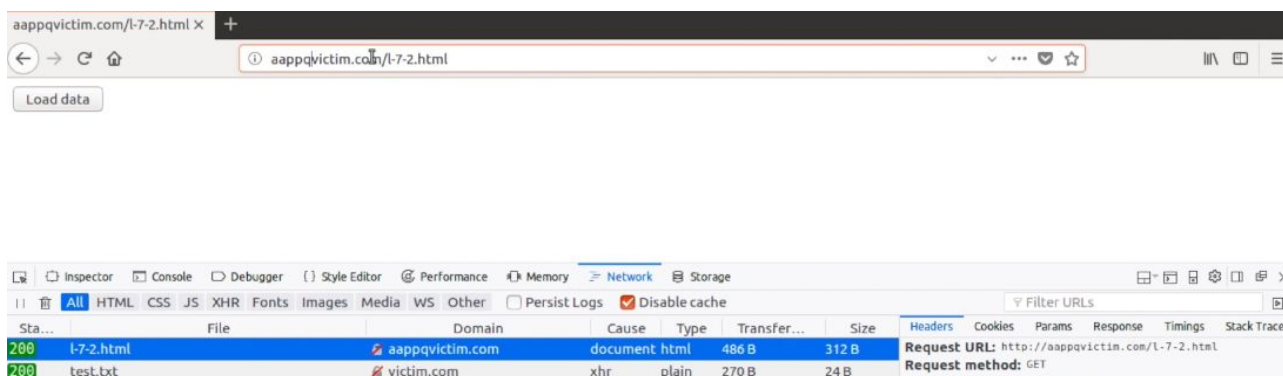 aappqvictim.com/l-7-2.html × +
aappqvictim.com/l-7-2.html
Load data
Inspector Console Debugger {} Style Editor Performance Memory Network Storage
All HTML CSS JS XHR Fonts Images Media WS Other Persist Logs Disable cache Filter URLs
Sta... File Domain Cause Type Transfer... Size Headers Cookies Params Response Timings Stack Trace
200 l-7-2.html aappqvictim.com document html 486 B 312 B Request URL: http://aappqvictim.com/l-7-2.html
Request method: GET
200 test.txt victim.com xhr plain 270 B 24 B